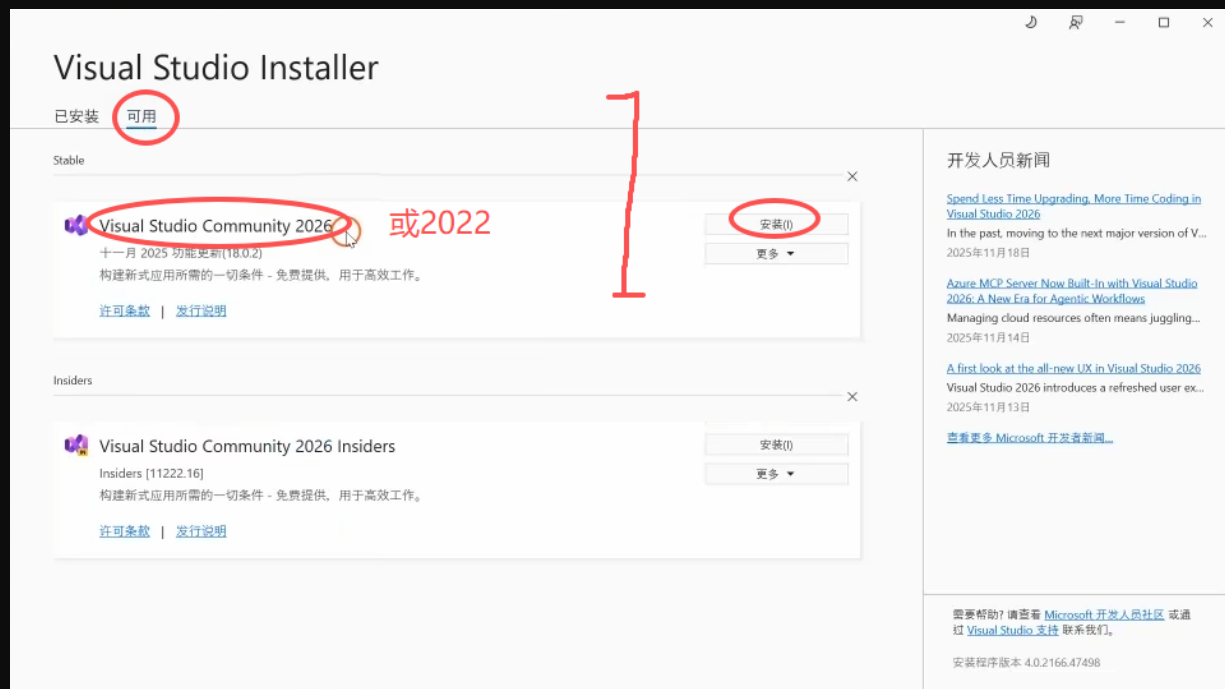 Visual Studio Installer
已安装 可用
Stable
Visual Studio Community 2026 或2022
十一月 2025 功能更新(18.0.2)
构建新式应用所需的一切条件 - 免费提供，用于高效工作。
许可条款 | 发行说明
安装(I)
更多
1
Insiders
Visual Studio Community 2026 Insiders
Insiders [11222.16]
构建新式应用所需的一切条件 - 免费提供，用于高效工作。
许可条款 | 发行说明
安装(I)
更多
开发人员新闻
Spend Less Time Upgrading, More Time Coding in
Visual Studio 2026
In the past, moving to the next major version of V...
2025年11月18日
Azure MCP Server Now Built-In with Visual Studio
2026: A New Era for Agentic Workflows
Managing cloud resources often means juggling...
2025年11月14日
A first look at the all-new UX in Visual Studio 2026
Visual Studio 2026 introduces a refreshed user ex...
2025年11月13日
查看更多 Microsoft 开发者新闻...
需要帮助? 请查看 Microsoft 开发人员社区 或通
过 Visual Studio 支持 联系我们。
安装程序版本 4.0.2166.47498